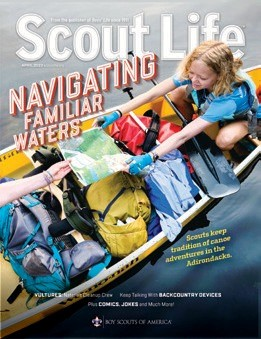 From the publisher of Boys' Life since 1911
Scout Life
NAVIGATING
FAMILIAR
WATERS
Scouts keep
tradition of canoe
adventures in the
Adirondacks.
VULTURES: Cleanup Crew Keep Talking With BACKCOUNTRY DEVICES
Plus COMICS, JOKES and Much More!
BOY SCOUTS OF AMERICA